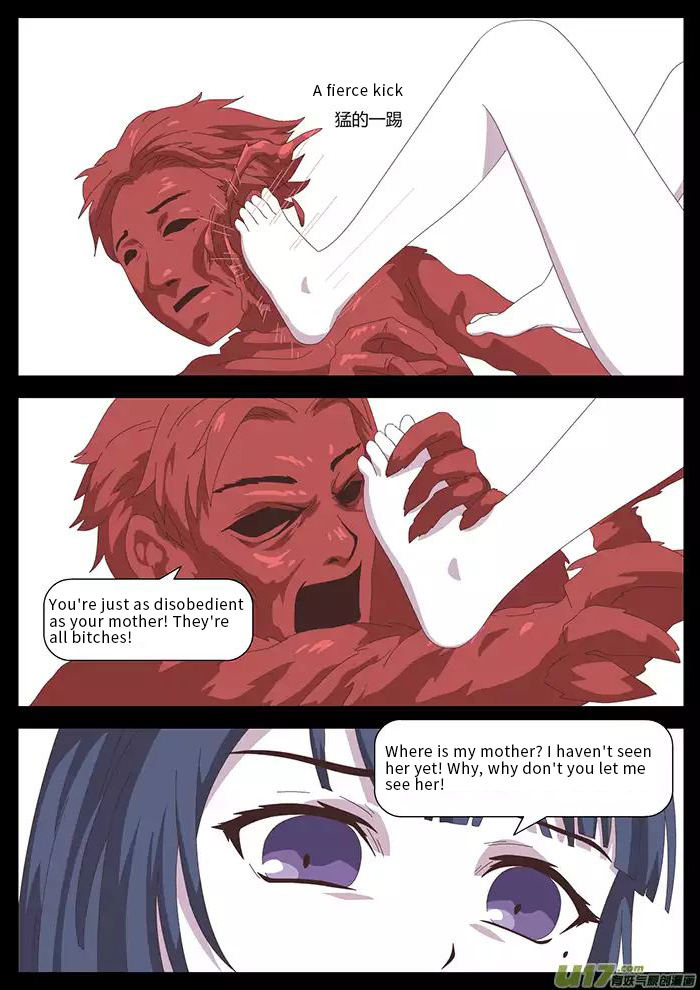 A fierce kick
猛的一踢
You're just as disobedient
as your mother! They're
all bitches!
Where is my mother? I haven't seen
her yet! Why, why don't you let me
see her!
U17.com
有妖气原创漫画